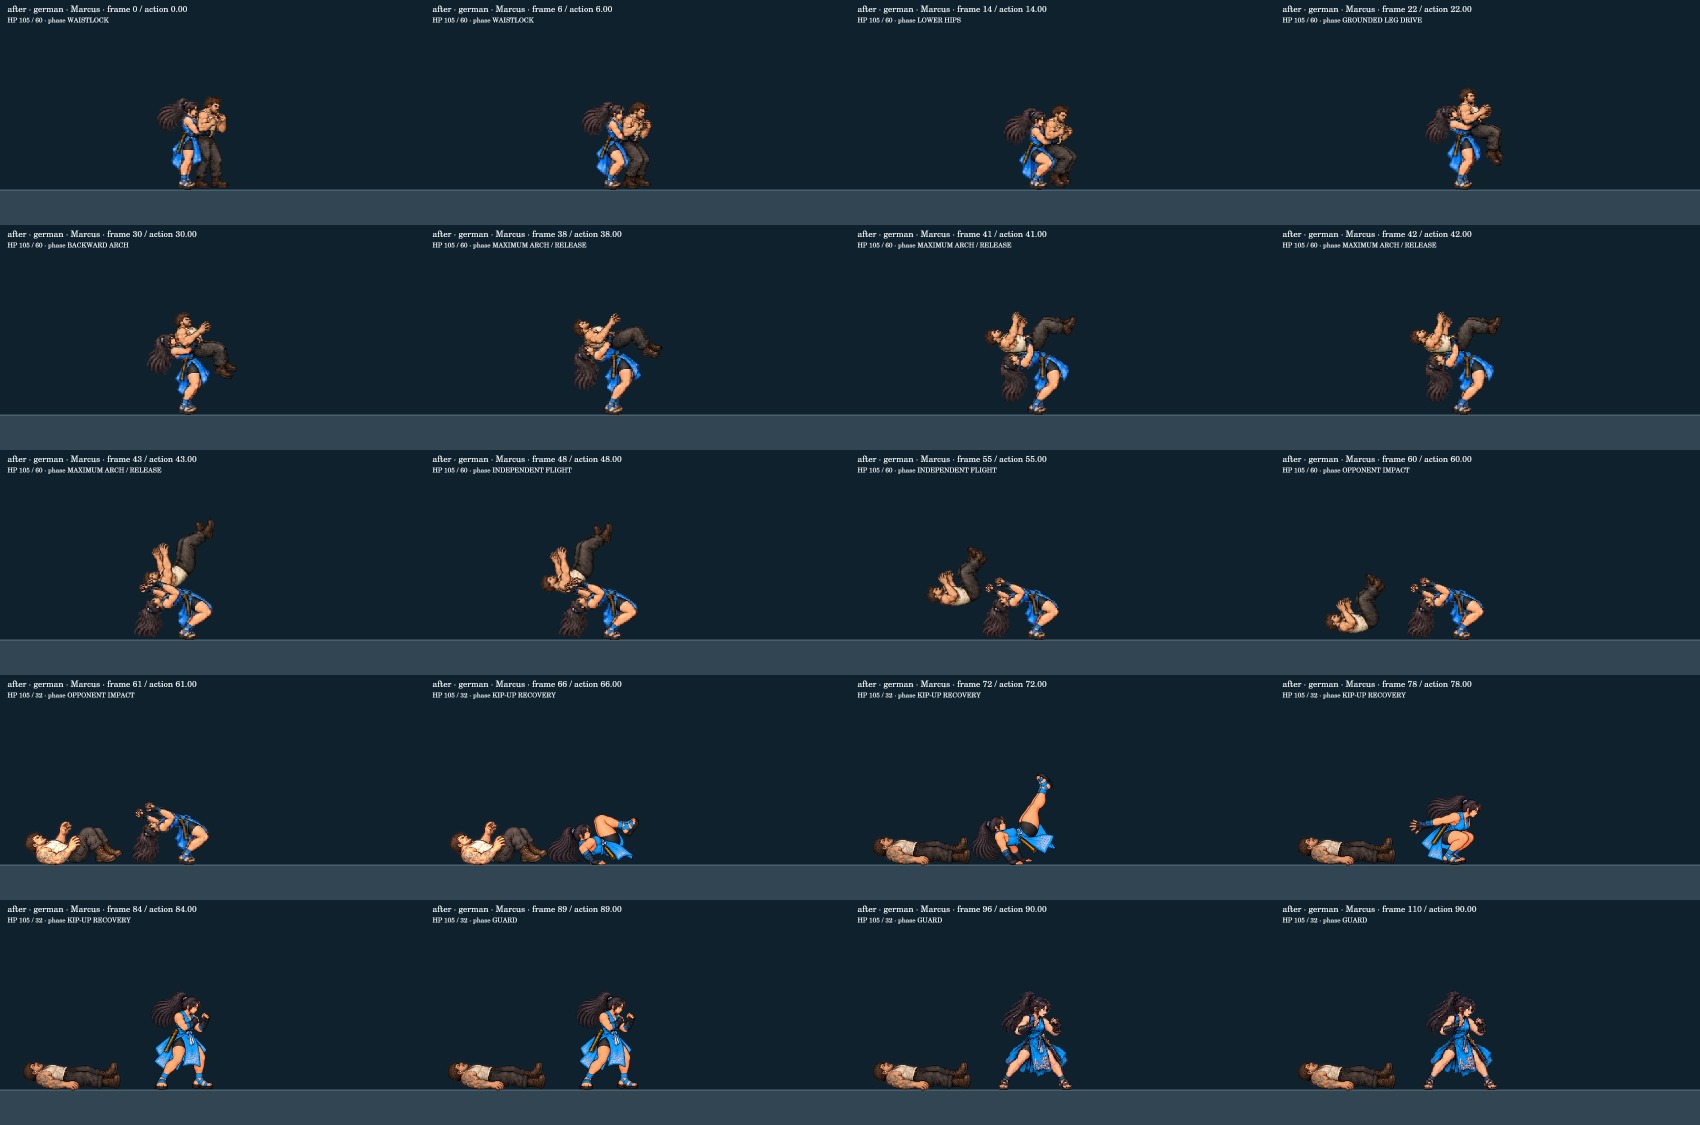 after - german - Marcus - frame 0 / action 0.00
HP 105 / 60 - phase WAISTLOCK
after - german - Marcus - frame 6 / action 6.00
HP 105 / 60 - phase WAISTLOCK
after - german - Marcus - frame 14 / action 14.00
HP 105 / 60 - phase LOWER HIPS
after - german - Marcus - frame 22 / action 22.00
HP 105 / 60 - phase GROUNDED LEG DRIVE
after - german - Marcus - frame 30 / action 30.00
HP 105 / 60 - phase BACKWARD ARCH
after - german - Marcus - frame 38 / action 38.00
HP 105 / 60 - phase MAXIMUM ARCH / RELEASE
after - german - Marcus - frame 41 / action 41.00
HP 105 / 60 - phase MAXIMUM ARCH / RELEASE
after - german - Marcus - frame 42 / action 42.00
HP 105 / 60 - phase MAXIMUM ARCH / RELEASE
after - german - Marcus - frame 43 / action 43.00
HP 105 / 60 - phase MAXIMUM ARCH / RELEASE
after - german - Marcus - frame 48 / action 48.00
HP 105 / 60 - phase INDEPENDENT FLIGHT
after - german - Marcus - frame 55 / action 55.00
HP 105 / 60 - phase INDEPENDENT FLIGHT
after - german - Marcus - frame 60 / action 60.00
HP 105 / 60 - phase OPPONENT IMPACT
after - german - Marcus - frame 61 / action 61.00
HP 105 / 32 - phase OPPONENT IMPACT
after - german - Marcus - frame 66 / action 66.00
HP 105 / 32 - phase KIP-UP RECOVERY
after - german - Marcus - frame 72 / action 72.00
HP 105 / 32 - phase KIP-UP RECOVERY
after - german - Marcus - frame 78 / action 78.00
HP 105 / 32 - phase KIP-UP RECOVERY
after - german - Marcus - frame 84 / action 84.00
HP 105 / 32 - phase KIP-UP RECOVERY
after - german - Marcus - frame 89 / action 89.00
HP 105 / 32 - phase GUARD
after - german - Marcus - frame 96 / action 90.00
HP 105 / 32 - phase GUARD
after - german - Marcus - frame 110 / action 90.00
HP 105 / 32 - phase GUARD